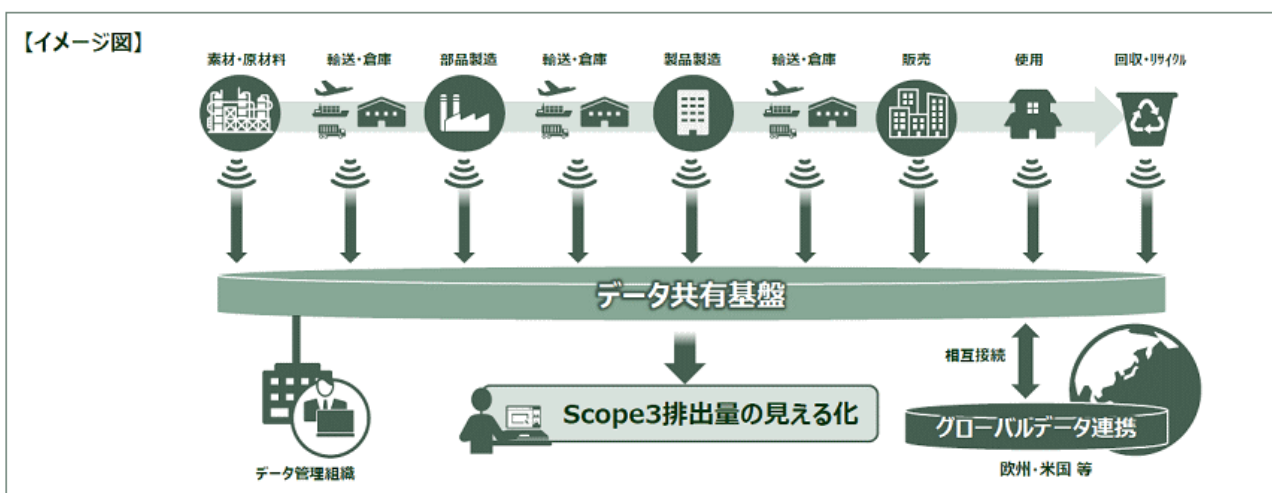 【イメージ図】
素材・原材料
輸送・倉庫
部品製造
輸送・倉庫
製品製造
輸送・倉庫
販売
使用
回収・リサイクル
データ共有基盤
相互接続
Scope3排出量の見える化
グローバルデータ連携
データ管理組織
欧州・米国 等